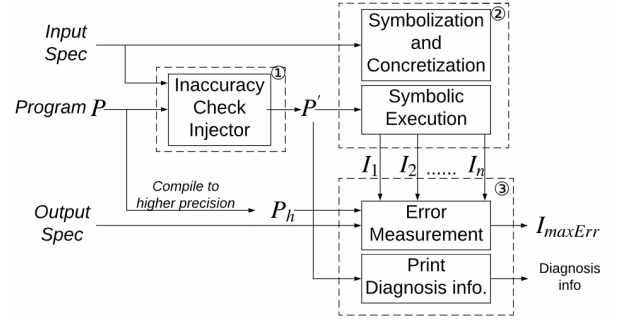 Input
Spec
Symbolization
and
Concretization
②
①
Inaccuracy
Check
Injector
Program P
P'
Symbolic
Execution
I1 I2 ...... In
③
Compile to
higher precision
Ph
Output
Spec
Error
Measurement
ImaxErr
Print
Diagnosis info.
Diagnosis
info